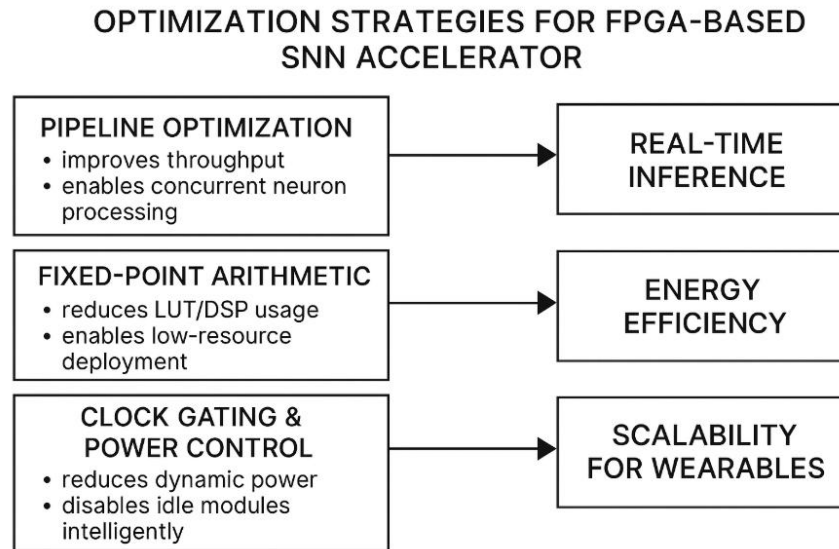 OPTIMIZATION STRATEGIES FOR FPGA-BASED
SNN ACCELERATOR
PIPELINE OPTIMIZATION
• improves throughput
• enables concurrent neuron
processing
REAL-TIME
INFERENCE
FIXED-POINT ARITHMETIC
• reduces LUT/DSP usage
• enables low-resource
deployment
ENERGY
EFFICIENCY
CLOCK GATING &
POWER CONTROL
• reduces dynamic power
• disables idle modules
intelligently
SCALABILITY
FOR WEARABLES